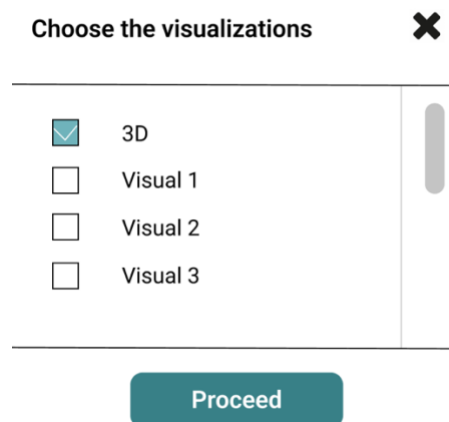 Choose the visualizations
3D
Visual 1
Visual 2
Visual 3
Proceed